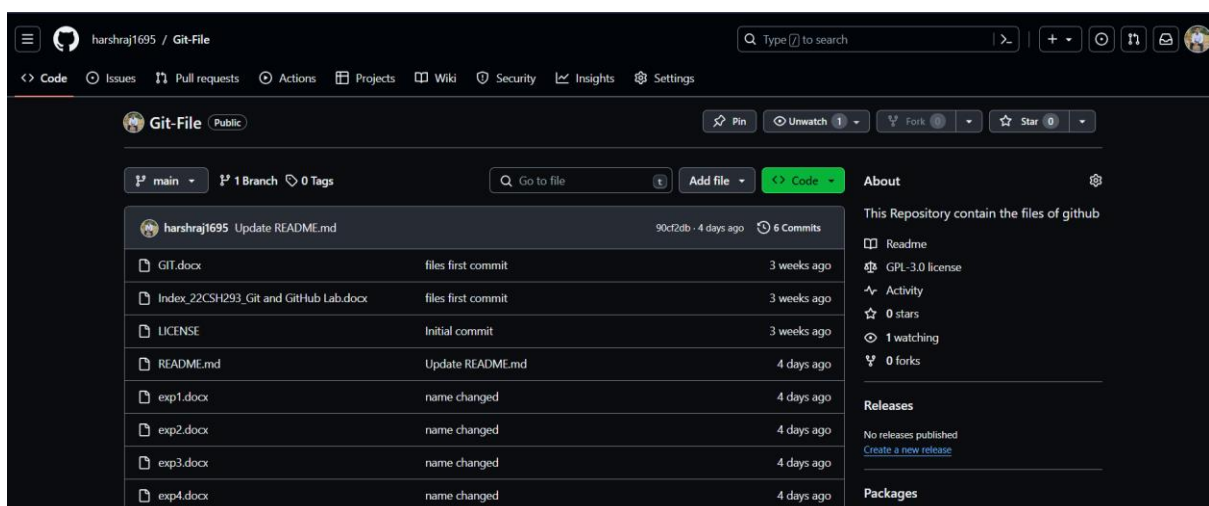 harshraj1695 / Git-File
Type / to search
Code Issues Pull requests Actions Projects Wiki Security Insights Settings
Git-File Public
Pin Unwatch 1 Fork 0 Star 0
main 1 Branch 0 Tags
Go to file t Add file <> Code
harshraj1695 Update README.md 90cf2db · 4 days ago 6 Commits
GIT.docx files first commit 3 weeks ago
Index_22CSH293_Git and GitHub Lab.docx files first commit 3 weeks ago
LICENSE Initial commit 3 weeks ago
README.md Update README.md 4 days ago
exp1.docx name changed 4 days ago
exp2.docx name changed 4 days ago
exp3.docx name changed 4 days ago
exp4.docx name changed 4 days ago
About
This Repository contain the files of github
Readme
GPL-3.0 license
Activity
0 stars
1 watching
0 forks
Releases
No releases published
Create a new release
Packages